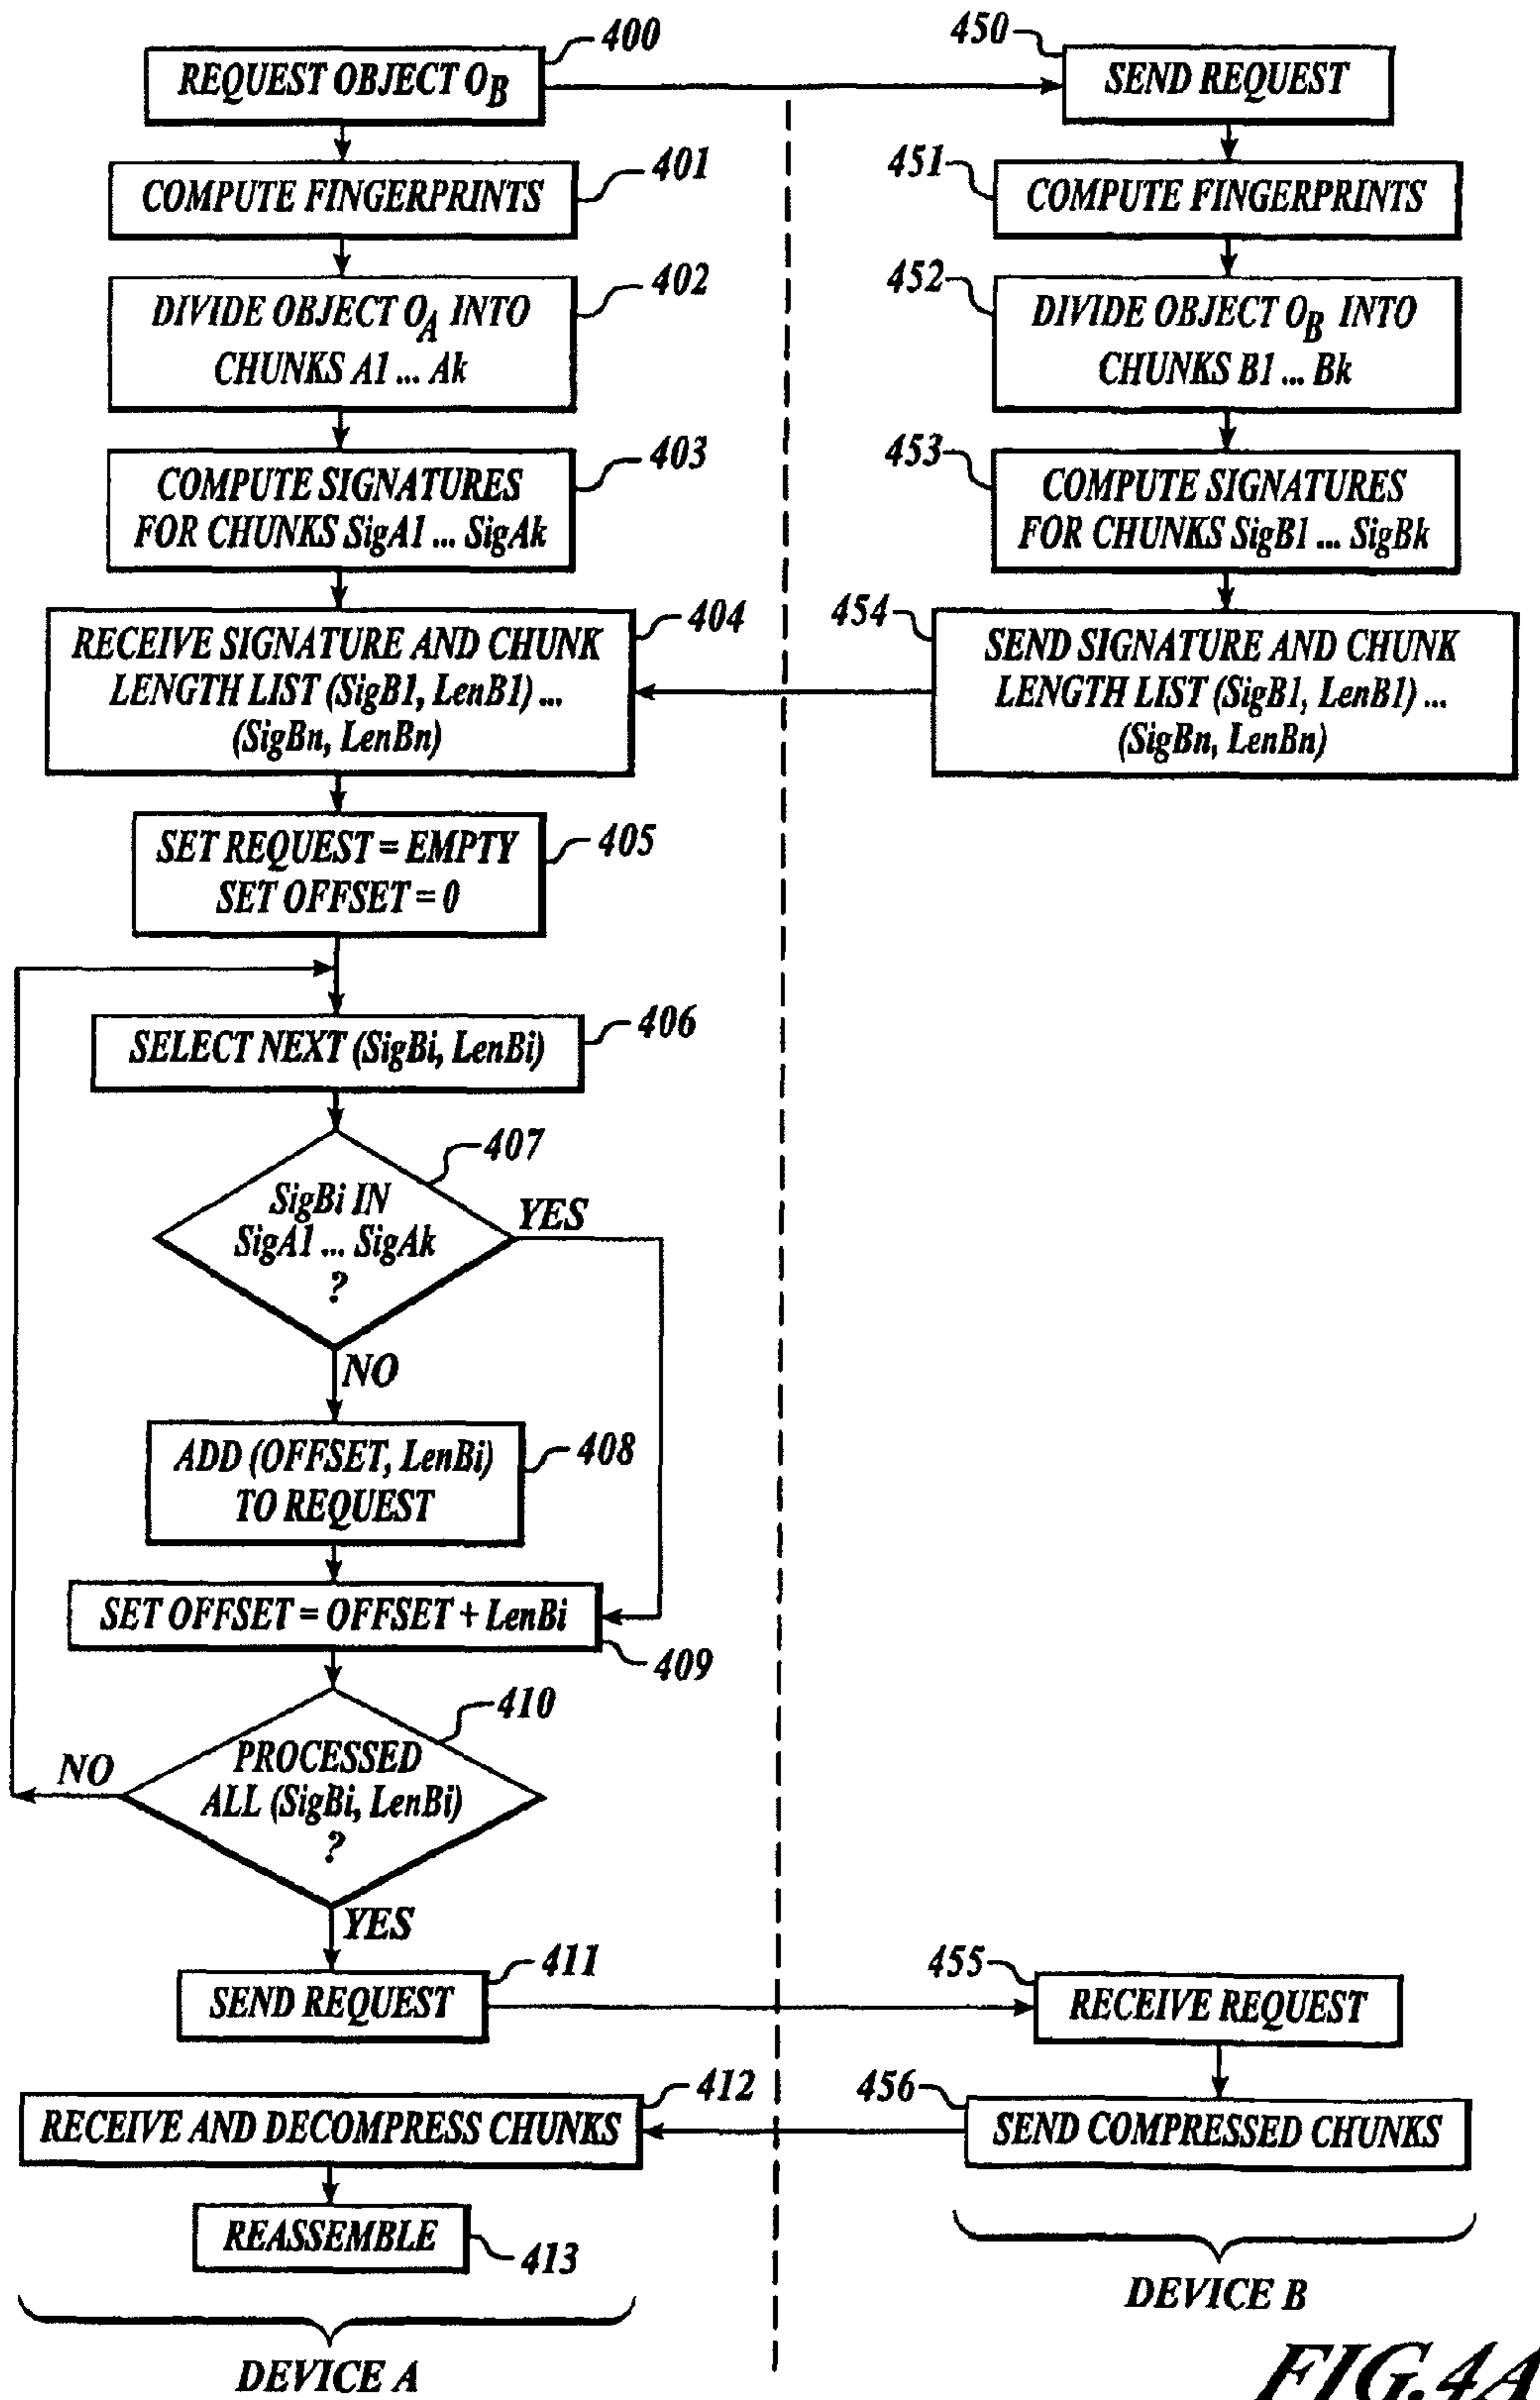 400
REQUEST OBJECT OB
401
COMPUTE FINGERPRINTS
402
DIVIDE OBJECT OA INTO
CHUNKS A1 ... Ak
403
COMPUTE SIGNATURES
FOR CHUNKS SigA1 ... SigAk
404
RECEIVE SIGNATURE AND CHUNK
LENGTH LIST (SigB1, LenB1) ...
(SigBn, LenBn)
405
SET REQUEST = EMPTY
SET OFFSET = 0
406
SELECT NEXT (SigBi, LenBi)
407
SigBi IN
SigA1 ... SigAk
?
YES
NO
408
ADD (OFFSET, LenBi)
TO REQUEST
SET OFFSET = OFFSET + LenBi
409
410
PROCESSED
ALL (SigBi, LenBi)
?
NO
YES
411
SEND REQUEST
412
RECEIVE AND DECOMPRESS CHUNKS
REASSEMBLE
413
DEVICE A
450
SEND REQUEST
451
COMPUTE FINGERPRINTS
452
DIVIDE OBJECT OB INTO
CHUNKS B1 ... Bk
453
COMPUTE SIGNATURES
FOR CHUNKS SigB1 ... SigBk
454
SEND SIGNATURE AND CHUNK
LENGTH LIST (SigB1, LenB1) ...
(SigBn, LenBn)
455
RECEIVE REQUEST
456
SEND COMPRESSED CHUNKS
DEVICE B
FIG.4A